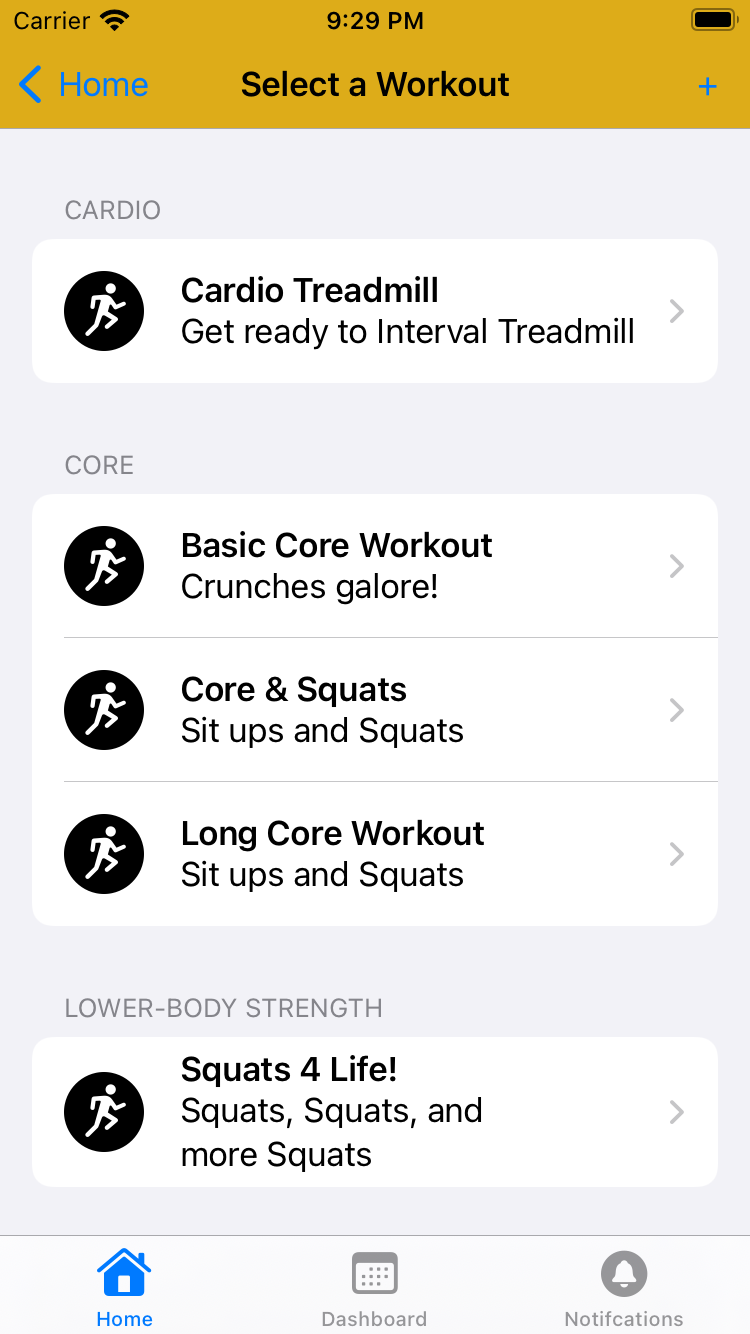 Carrier 9:29 PM
Home Select a Workout +
CARDIO
Cardio Treadmill
Get ready to Interval Treadmill
CORE
Basic Core Workout
Crunches galore!
Core & Squats
Sit ups and Squats
Long Core Workout
Sit ups and Squats
LOWER-BODY STRENGTH
Squats 4 Life!
Squats, Squats, and
more Squats
Home Dashboard Notifcations